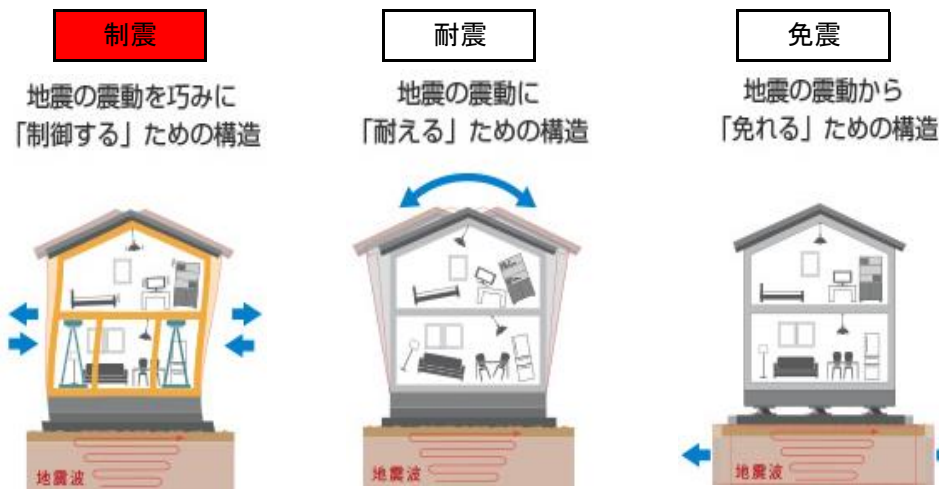 制震
地震の震動を巧みに
「制御する」ための構造
地震波
耐震
地震の震動に
「耐える」ための構造
地震波
免震
地震の震動から
「免れる」ための構造
地震波